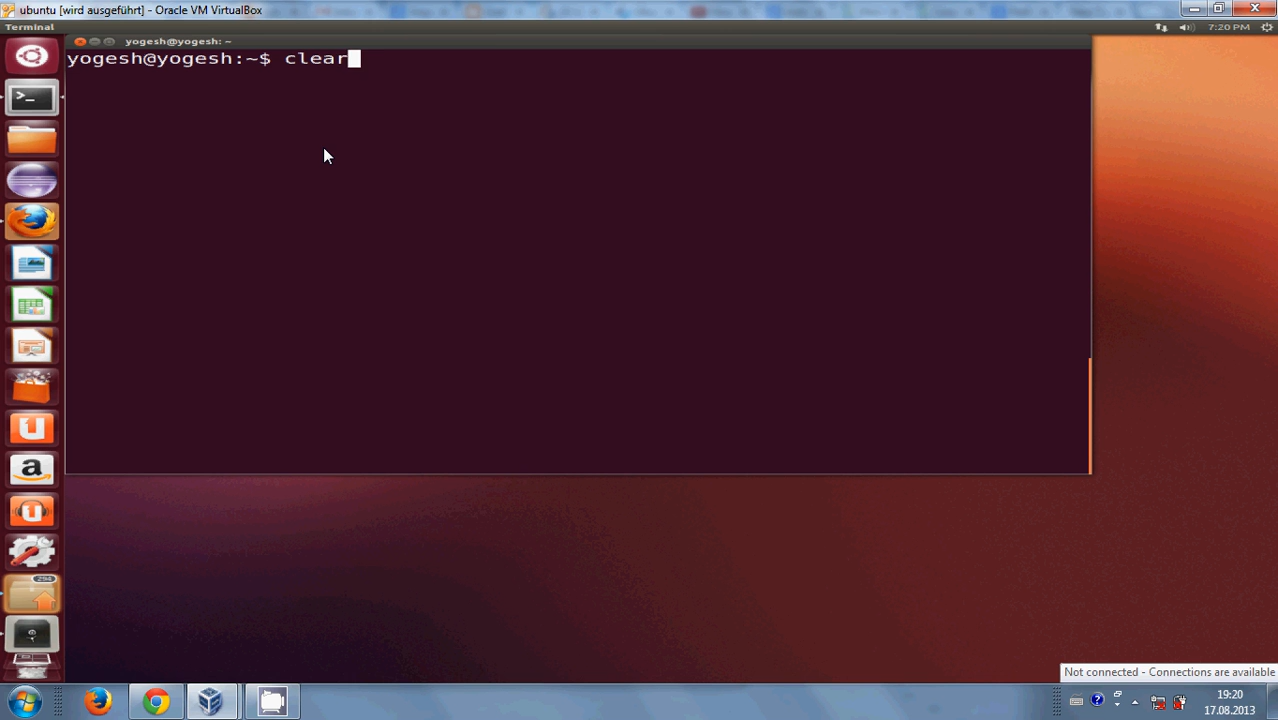 ubuntu [wird ausgeführt] - Oracle VM VirtualBox
Terminal
7:20 PM
yogesh@yogesh: ~
yogesh@yogesh:~$ clear
>_
a
Not connected - Connections are available
19:20
17.08.2013